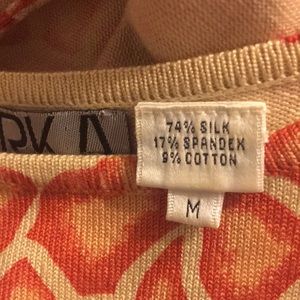 74% SILK
17% SPANDEX
9% COTTON
M